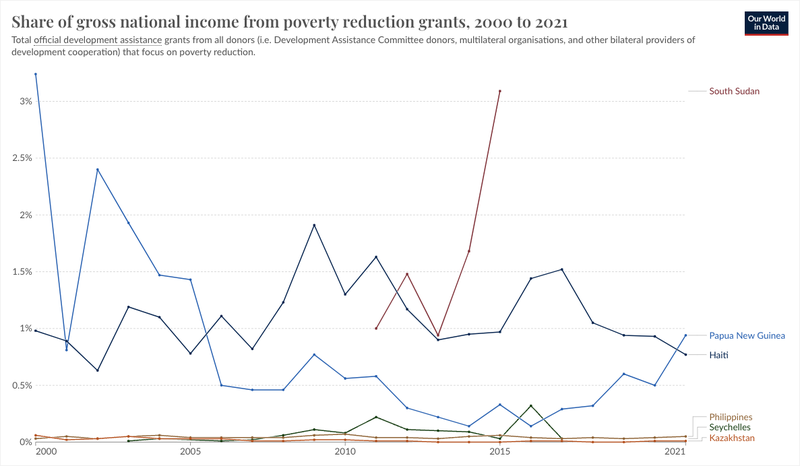 Share of gross national income from poverty reduction grants, 2000 to 2021
Our World
in Data
Total official development assistance grants from all donors (i.e. Development Assistance Committee donors, multilateral organisations, and other bilateral providers of
development cooperation) that focus on poverty reduction.
3%
2.5%
2%
1.5%
1%
0.5%
0%
2000
2005
2010
2015
2021
South Sudan
Papua New Guinea
Haiti
Philippines
Seychelles
Kazakhstan